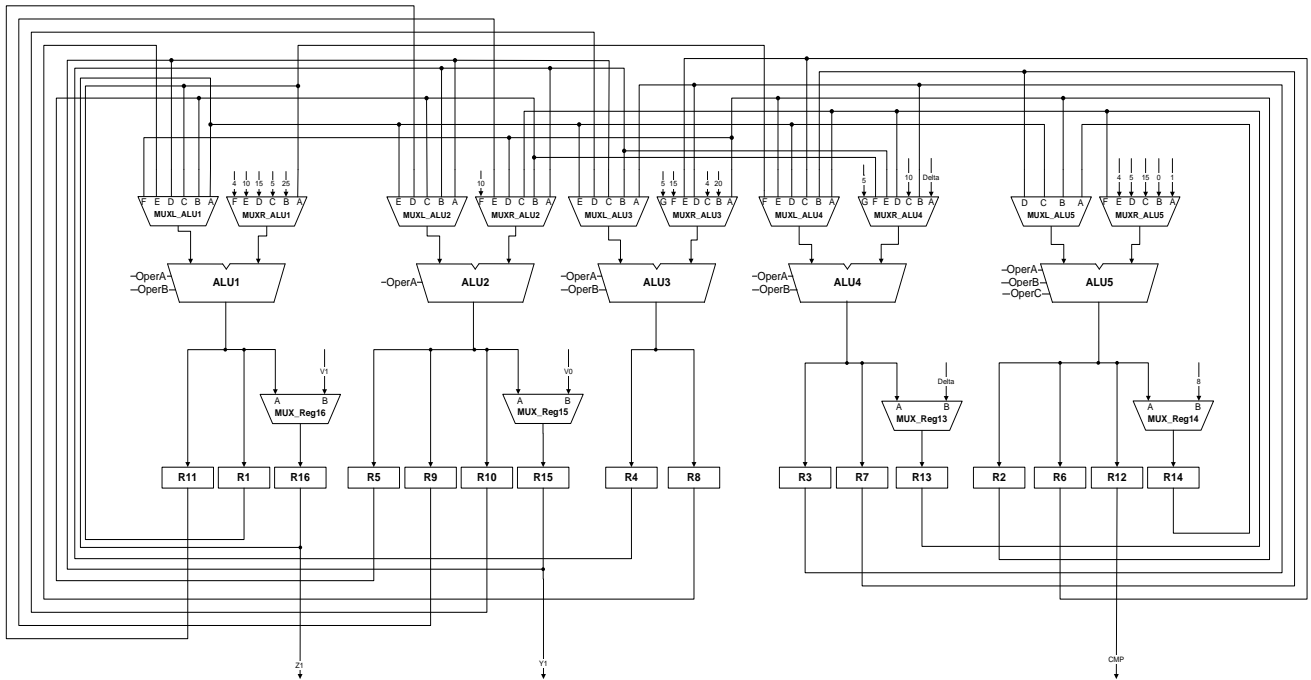 4 10 15 5 25
10
5 15 4 20
5 10 Delta
4 5 15 0 1
F E D C B A
F E D C B A
E D C B A
F E D C B A
E D C B A
G F E D C B A
F E D C B A
G F E D C B A
D C B A
F E D C B A
MUXL_ALU1
MUXR_ALU1
MUXL_ALU2
MUXR_ALU2
MUXL_ALU3
MUXR_ALU3
MUXL_ALU4
MUXR_ALU4
MUXL_ALU5
MUXR_ALU5
OperA
OperB
ALU1
OperA
ALU2
OperA
OperB
ALU3
OperA
OperB
ALU4
OperA
OperB
OperC
ALU5
V1
A B
MUX_Reg16
V0
A B
MUX_Reg15
Delta
A B
MUX_Reg13
8
A B
MUX_Reg14
R11
R1
R16
R5
R9
R10
R15
R4
R8
R3
R7
R13
R2
R6
R12
R14
Z1
Y1
CMP